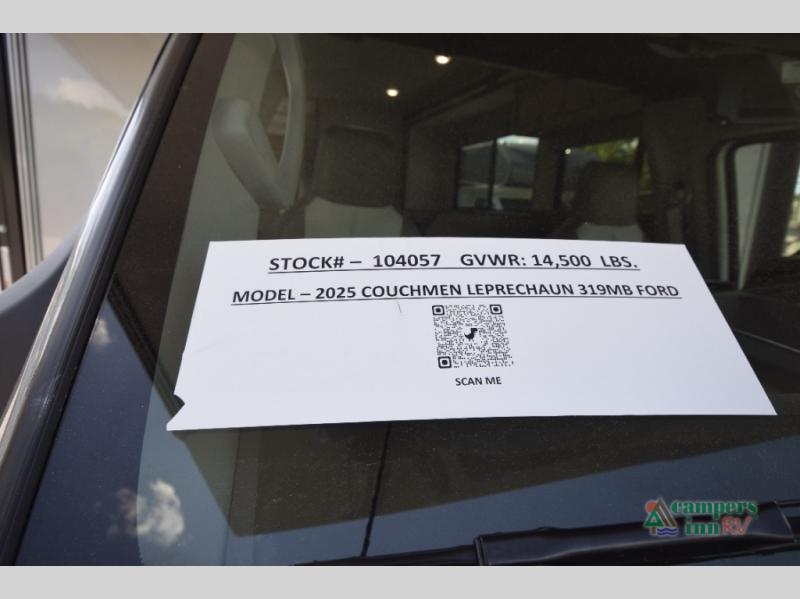 STOCK# – 104057 GVWR: 14,500 LBS.
MODEL – 2025 COUCHMEN LEPRECHAUN 319MB FORD
SCAN ME
campers
inn RV